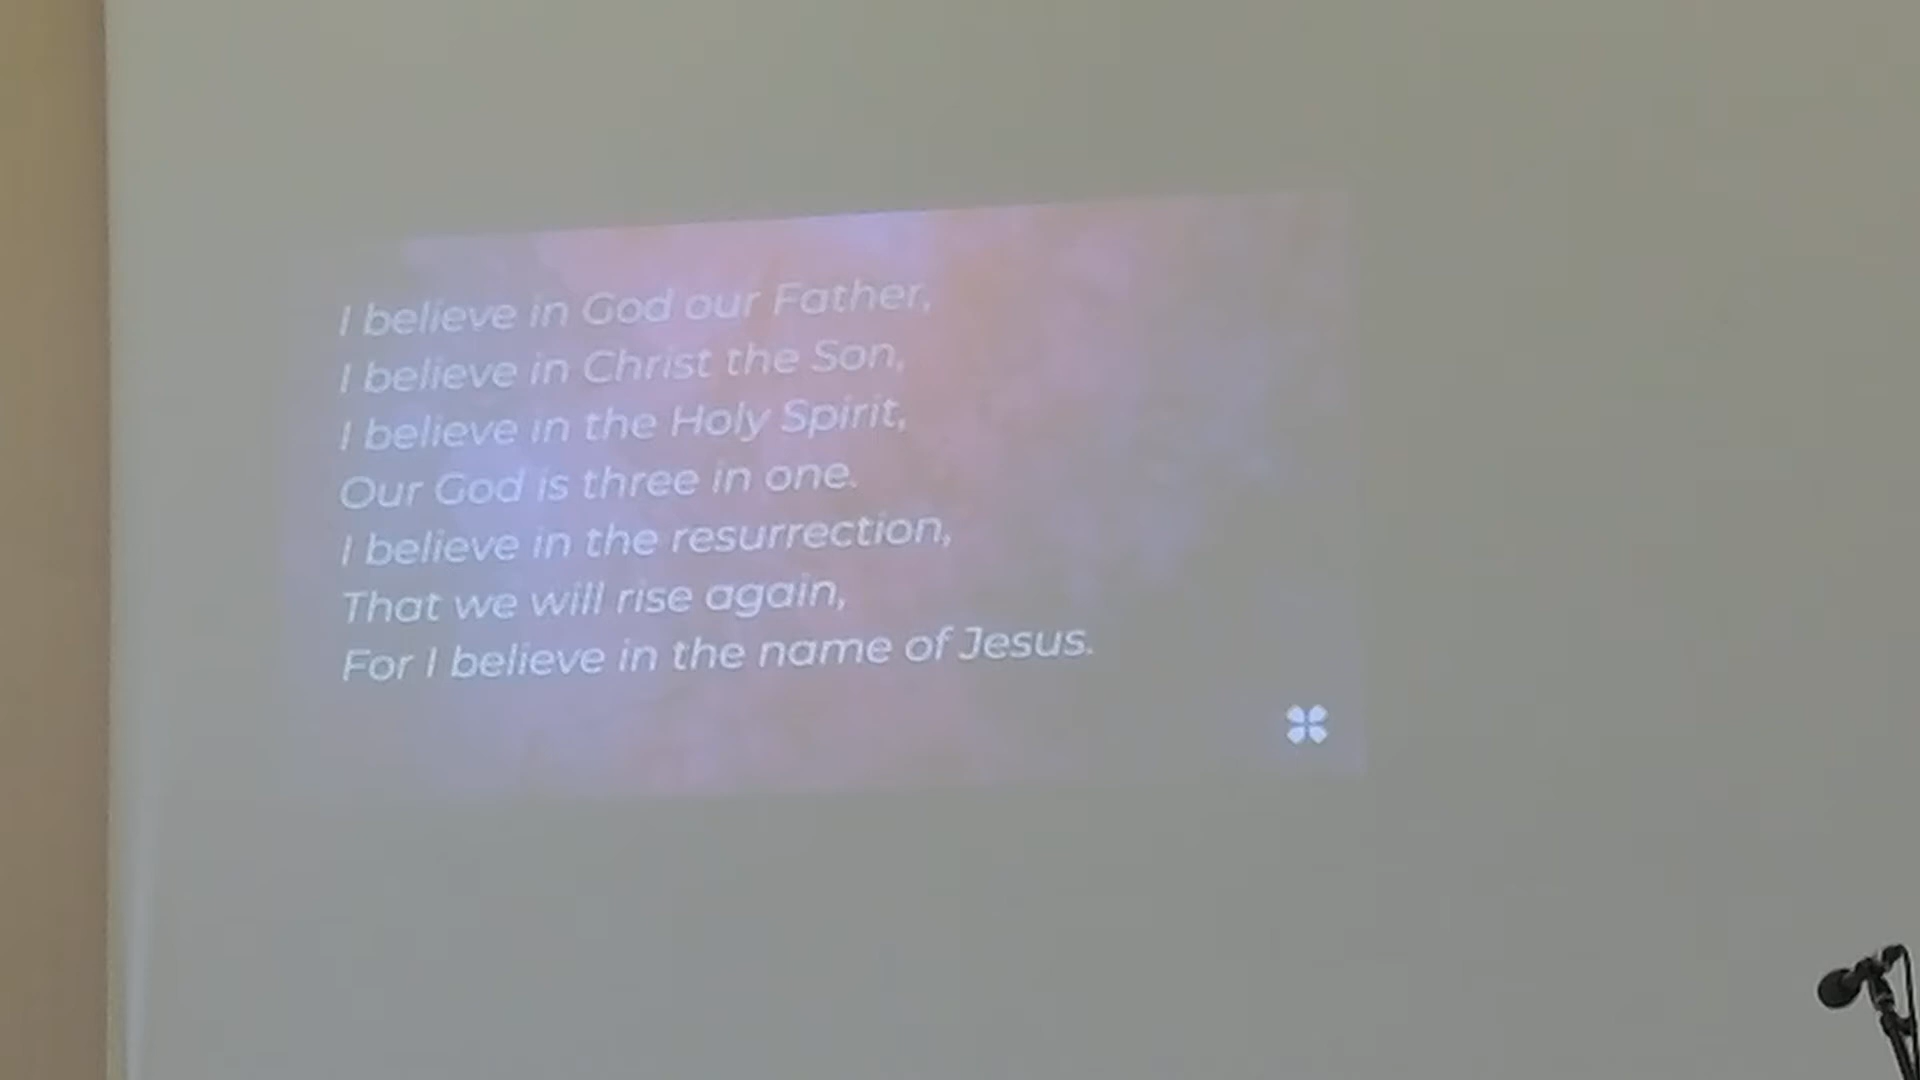 I believe in God our Father,
I believe in Christ the Son,
I believe in the Holy Spirit,
Our God is three in one.
I believe in the resurrection,
That we will rise again,
For I believe in the name of Jesus.